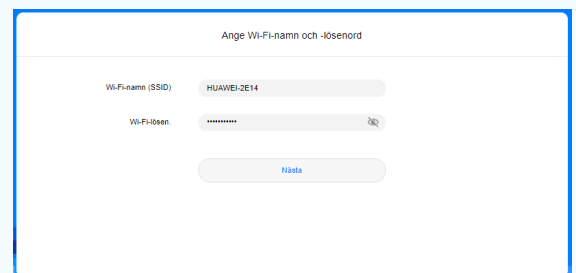 Ange Wi-Fi-namn och -lösenord
Wi-Fi-namn (SSID) HUAWEI-2E14
Wi-Fi-lösen. •••••••••••
Nästa